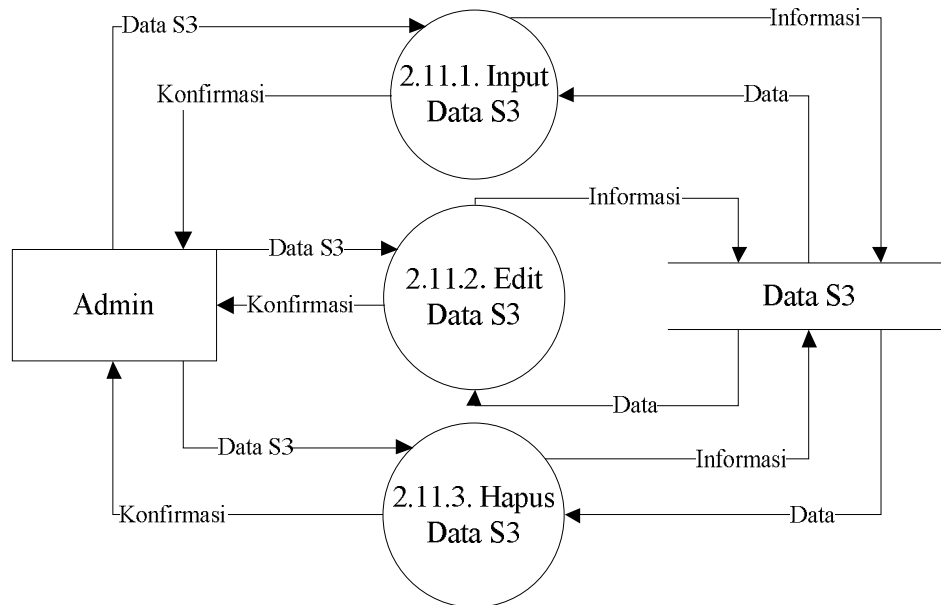 Data S3
Informasi
2.11.1. Input
Data S3
Konfirmasi
Data
Informasi
Data S3
2.11.2. Edit
Data S3
Admin
Konfirmasi
Data S3
Data
Data S3
2.11.3. Hapus
Data S3
Informasi
Konfirmasi
Data